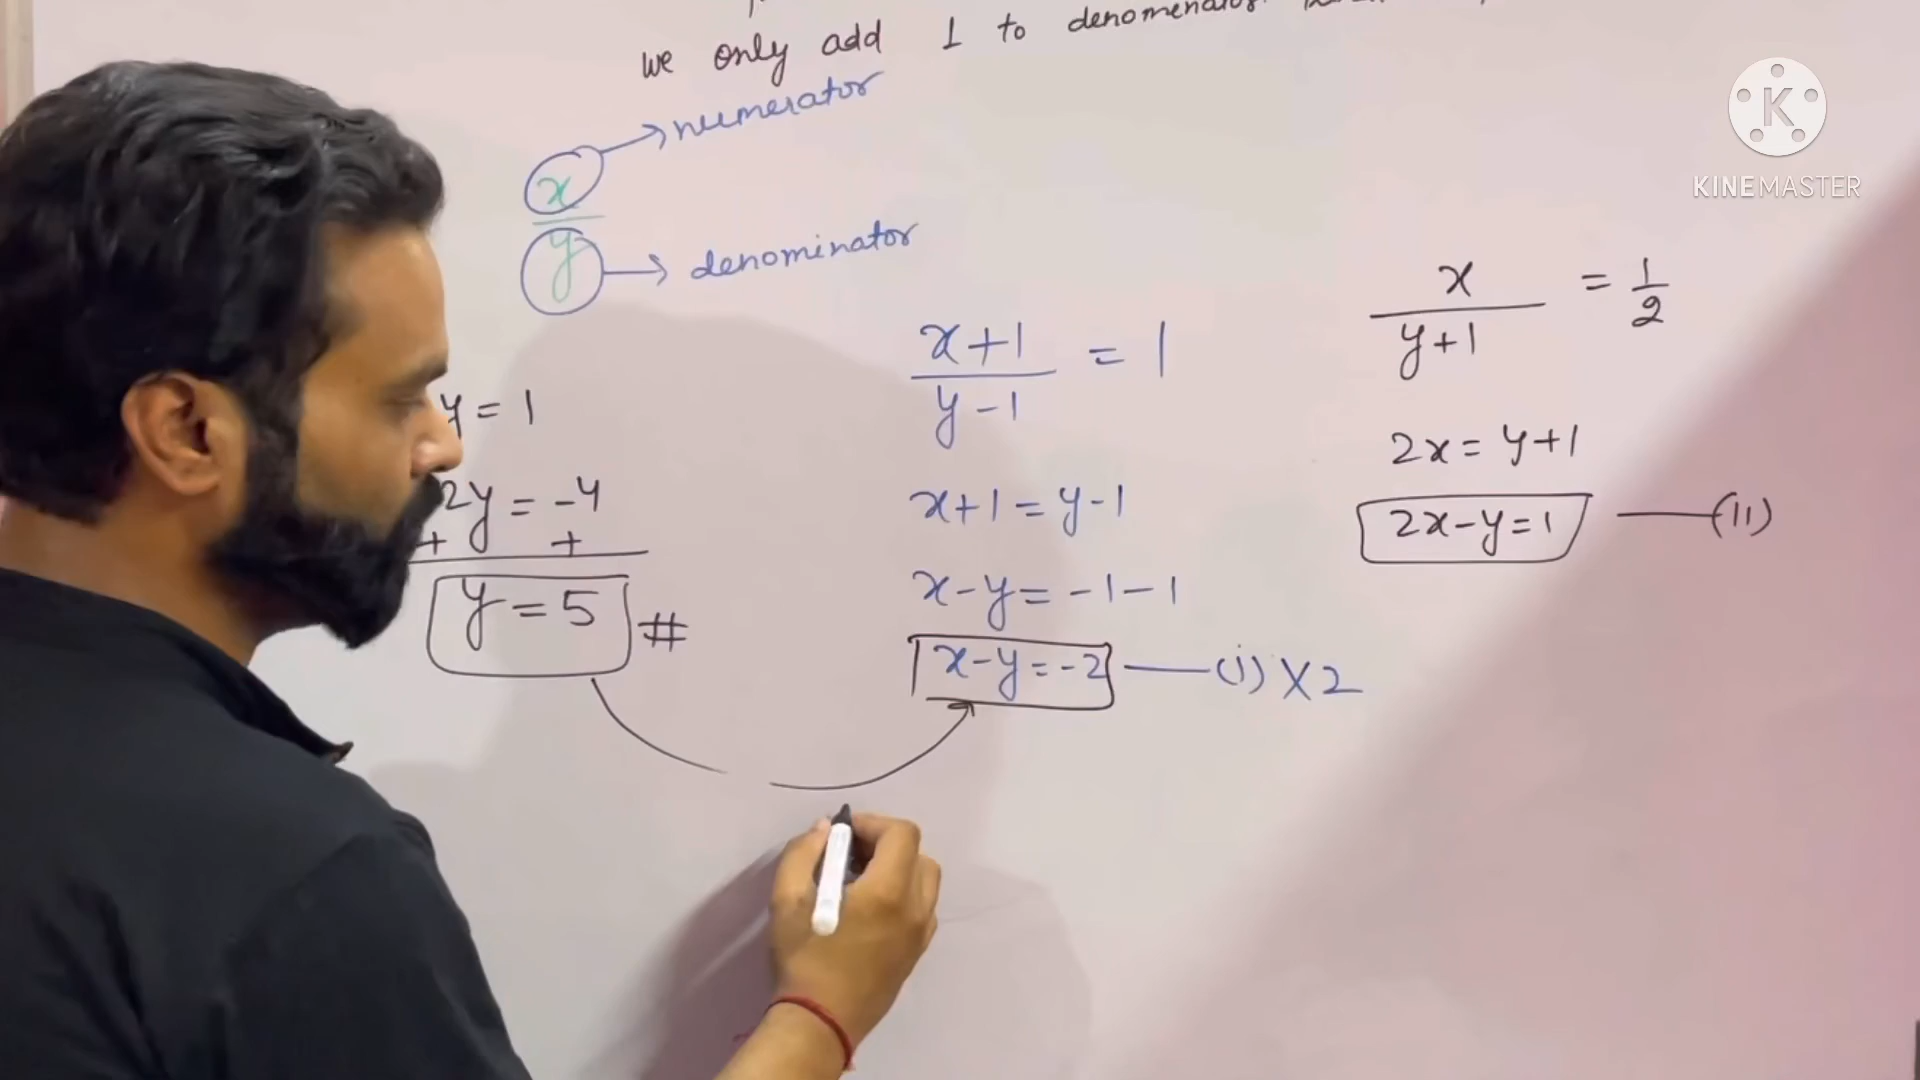 we only add 1 to denomenator
x → numerator
y → denominator
y = 1
2y = -4
+ +
y = 5 #
x+1 / y-1 = 1
x+1 = y-1
x-y = -1-1
x-y = -2 — (i) X 2
x / y+1 = 1/2
2x = y+1
2x-y = 1 — (ii)
K
KINEMASTER